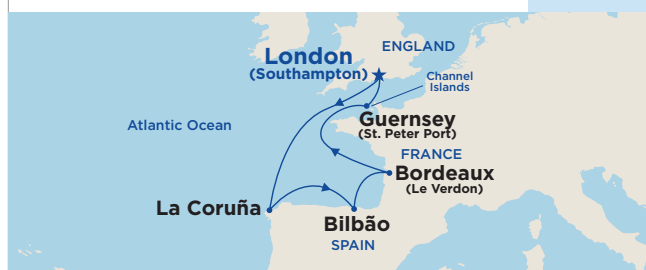 ENGLAND
London
(Southampton)
Channel
Islands
Guernsey
(St. Peter Port)
Atlantic Ocean
FRANCE
Bordeaux
(Le Verdon)
La Coruña
Bilbão
SPAIN